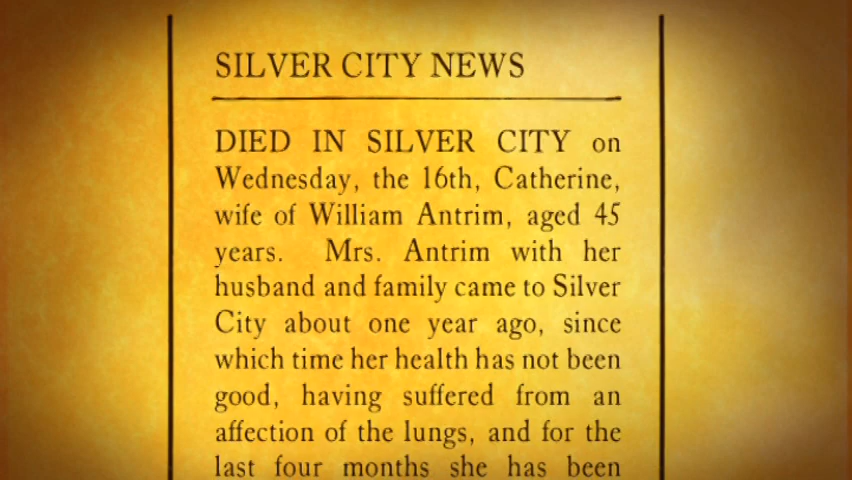 SILVER CITY NEWS
DIED IN SILVER CITY on
Wednesday, the 16th, Catherine,
wife of William Antrim, aged 45
years. Mrs. Antrim with her
husband and family came to Silver
City about one year ago, since
which time her health has not been
good, having suffered from an
affection of the lungs, and for the
last four months she has been